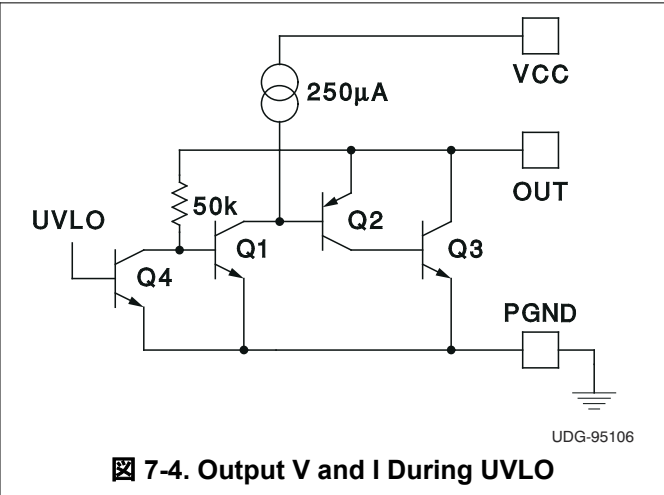 VCC
250µA
OUT
50k
UVLO
Q1
Q2
Q3
Q4
PGND
UDG-95106
図 7-4. Output V and I During UVLO